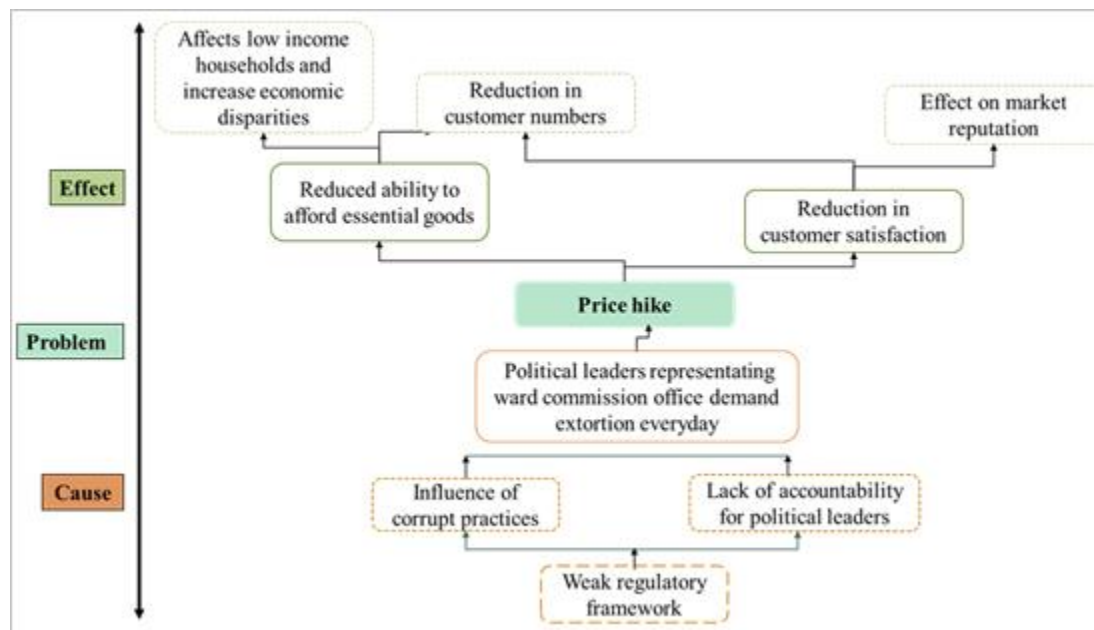 Affects low income
households and
increase economic
disparities
Reduction in
customer numbers
Effect on market
reputation
Effect
Reduced ability to
afford essential goods
Reduction in
customer satisfaction
Price hike
Problem
Political leaders representating
ward commission office demand
extortion everyday
Cause
Influence of
corrupt practices
Lack of accountability
for political leaders
Weak regulatory
framework